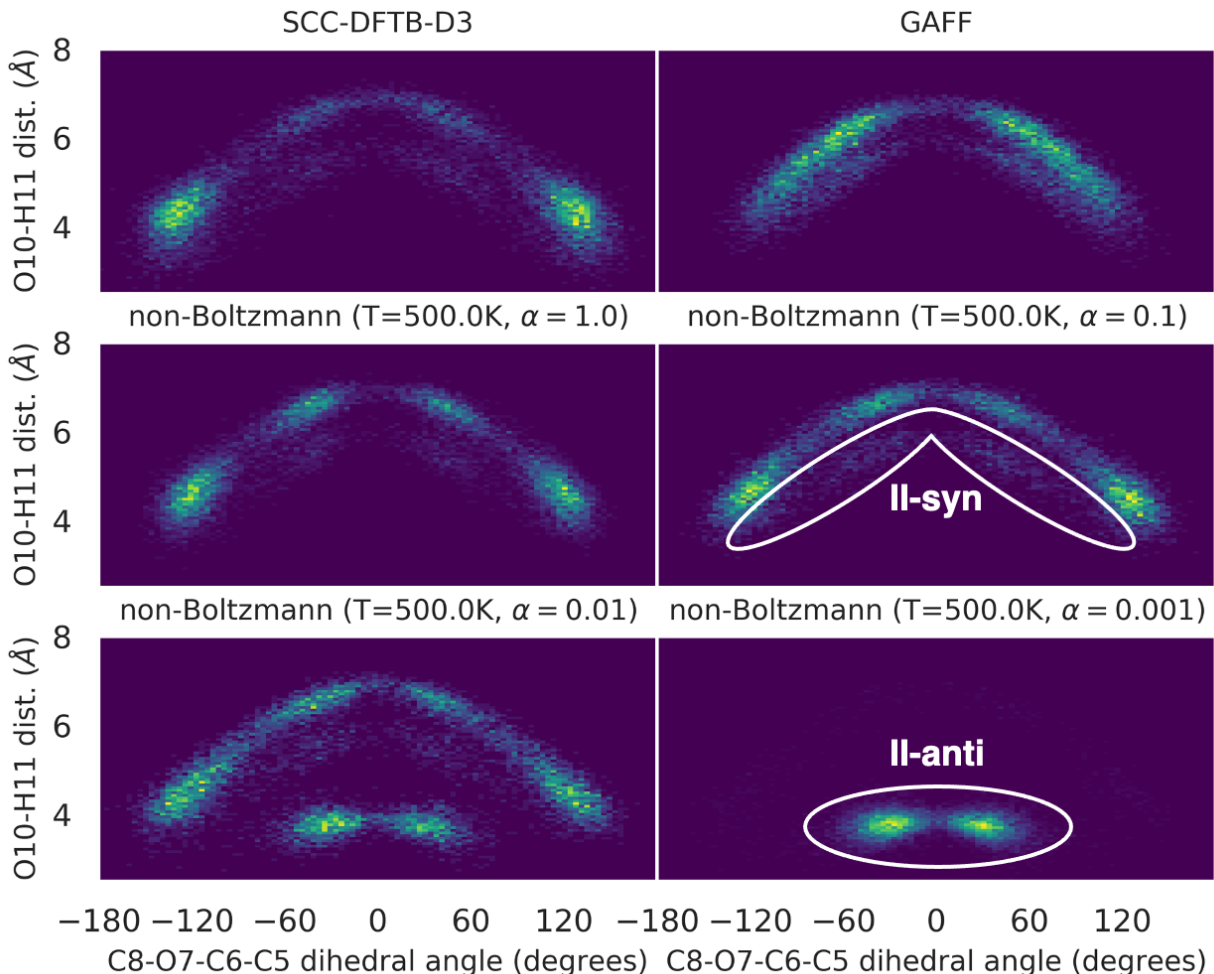 SCC-DFTB-D3 GAFF
8
6
4
O10-H11 dist. (Å)
non-Boltzmann (T=500.0K, α = 1.0) non-Boltzmann (T=500.0K, α = 0.1)
8
6
4
O10-H11 dist. (Å)
II-syn
non-Boltzmann (T=500.0K, α = 0.01) non-Boltzmann (T=500.0K, α = 0.001)
8
6
4
O10-H11 dist. (Å)
II-anti
−180 −120 −60 0 60 120 −180 −120 −60 0 60 120
C8-O7-C6-C5 dihedral angle (degrees) C8-O7-C6-C5 dihedral angle (degrees)